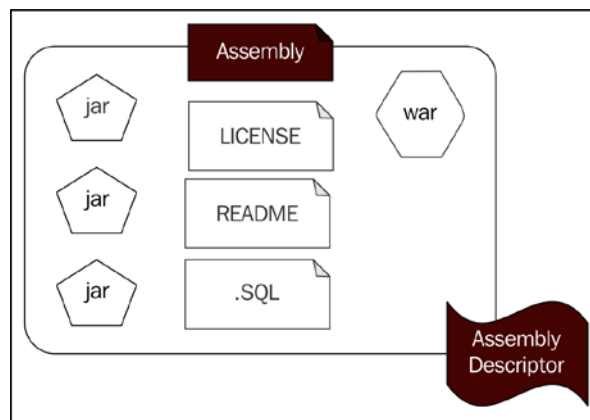 Assembly
jar
LICENSE
war
jar
README
jar
.SQL
Assembly
Descriptor